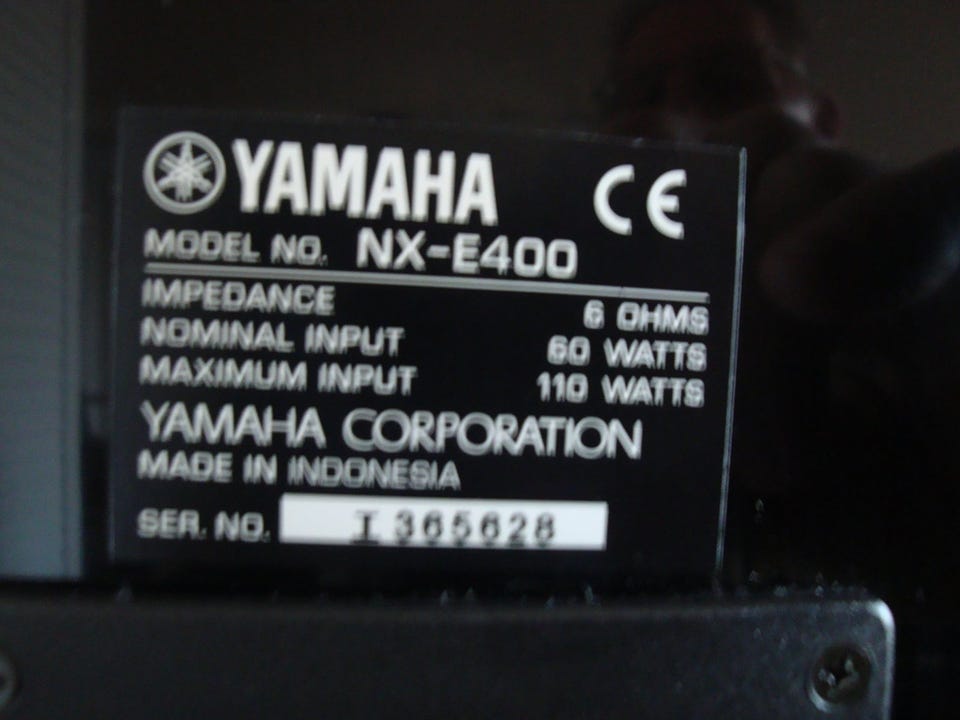 YAMAHA CE
MODEL NO. NX-E400
IMPEDANCE 6 OHMS
NOMINAL INPUT 60 WATTS
MAXIMUM INPUT 110 WATTS
YAMAHA CORPORATION
MADE IN INDONESIA
SER. NO. I 365628